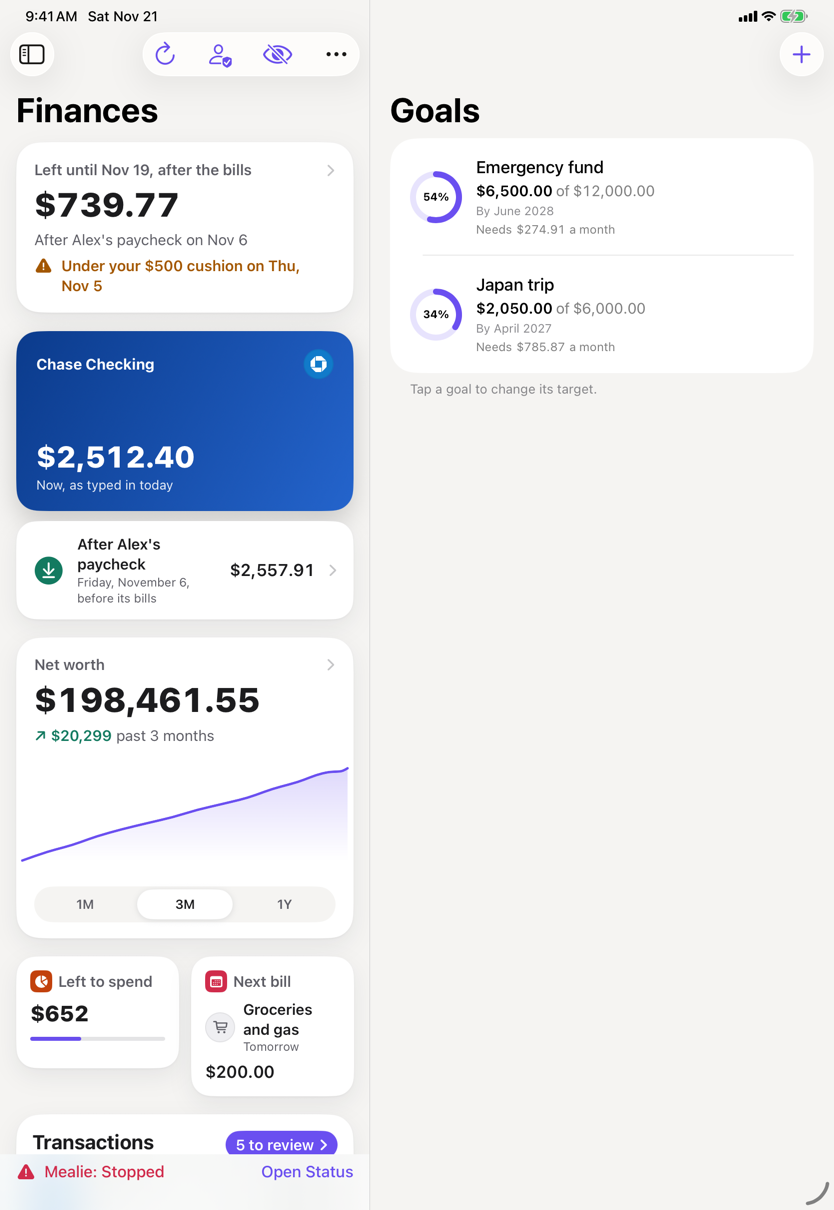 9:41 AM Sat Nov 21
Finances
Left until Nov 19, after the bills
$739.77
After Alex's paycheck on Nov 6
Under your $500 cushion on Thu,
Nov 5
Chase Checking
$2,512.40
Now, as typed in today
After Alex's
paycheck
Friday, November 6,
before its bills
$2,557.91
Net worth
$198,461.55
$20,299 past 3 months
1M 3M 1Y
Left to spend
$652
Next bill
Groceries
and gas
Tomorrow
$200.00
Transactions
5 to review
Mealie: Stopped
Open Status
Goals
54%
Emergency fund
$6,500.00 of $12,000.00
By June 2028
Needs $274.91 a month
34%
Japan trip
$2,050.00 of $6,000.00
By April 2027
Needs $785.87 a month
Tap a goal to change its target.